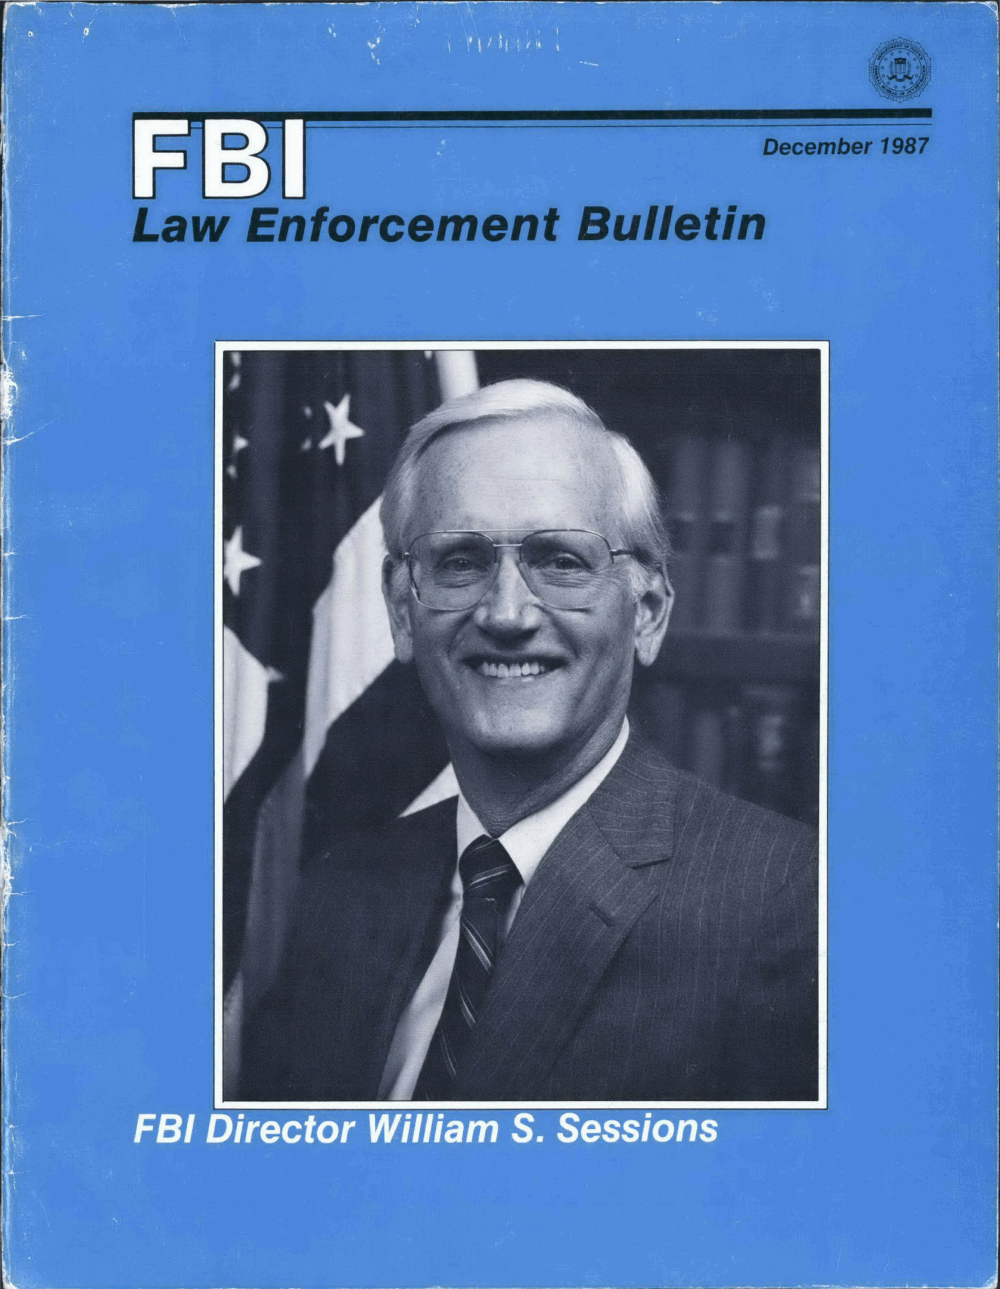 December 1987
FBI
Law Enforcement Bulletin
FBI Director William S. Sessions